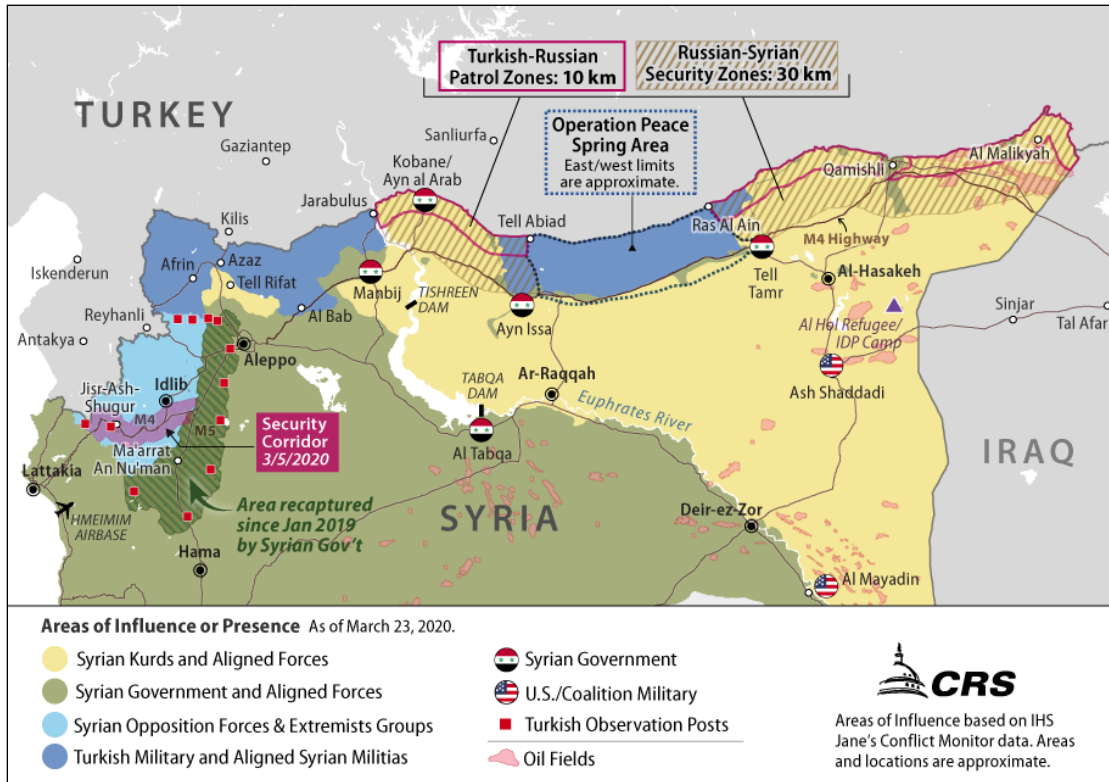 Turkish-Russian
Patrol Zones: 10 km
Russian-Syrian
Security Zones: 30 km
TURKEY
Operation Peace
Spring Area
East/west limits
are approximate.
Sanliurfa
Gaziantep
Kobane/
Ayn al Arab
Al Malikyah
Qamishli
Jarabulus
Tell Abiad
Ras Al Ain
M4 Highway
Kilis
Iskenderun
Afrin
Azaz
Tell Rifat
Manbij
TISHREEN
DAM
Tell
Tamr
Al-Hasakeh
Reyhanli
Al Bab
Ayn Issa
Sinjar
Tal Afar
Antakya
Al Hol Refugee/
IDP Camp
Aleppo
Idlib
Jisr-Ash-
Shugur
TABQA
DAM
Ar-Raqqah
Ash Shaddadi
Euphrates River
M4
M5
Security
Corridor
3/5/2020
Al Tabqa
Ma'arrat
An Nu'man
IRAQ
Lattakia
HMEIMIM
AIRBASE
Area recaptured
since Jan 2019
by Syrian Gov't
SYRIA
Deir-ez-Zor
Hama
Al Mayadin
Areas of Influence or Presence As of March 23, 2020.
Syrian Kurds and Aligned Forces
Syrian Government and Aligned Forces
Syrian Opposition Forces & Extremists Groups
Turkish Military and Aligned Syrian Militias
Syrian Government
U.S./Coalition Military
Turkish Observation Posts
Oil Fields
CRS
Areas of Influence based on IHS
Jane's Conflict Monitor data. Areas
and locations are approximate.